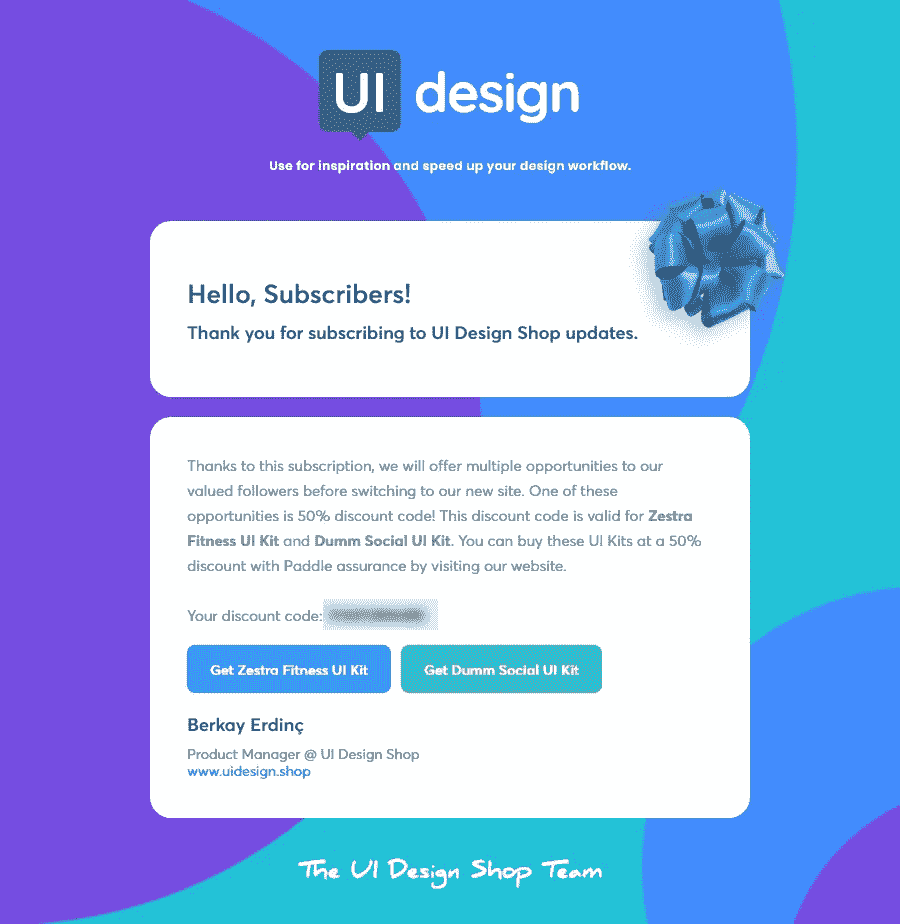 UI design
Use for inspiration and speed up your design workflow.
Hello, Subscribers!
Thank you for subscribing to UI Design Shop updates.
Thanks to this subscription, we will offer multiple opportunities to our
valued followers before switching to our new site. One of these
opportunities is 50% discount code! This discount code is valid for Zestra
Fitness UI Kit and Dumm Social UI Kit. You can buy these UI Kits at a 50%
discount with Paddle assurance by visiting our website.
Your discount code:
Get Zestra Fitness UI Kit Get Dumm Social UI Kit
Berkay Erdinç
Product Manager @ UI Design Shop
www.uidesign.shop
The UI Design Shop Team